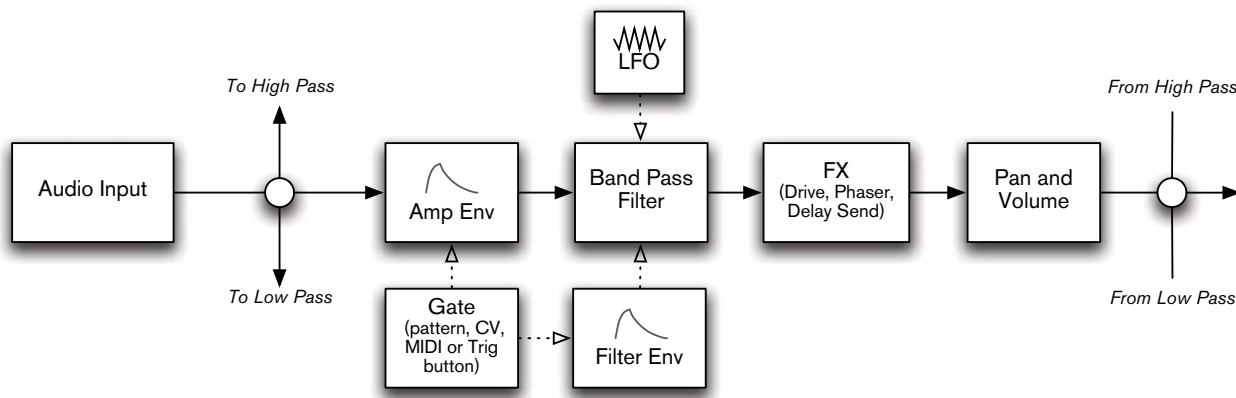 LFO
To High Pass
From High Pass
Audio Input
Amp Env
Band Pass
Filter
FX
(Drive, Phaser,
Delay Send)
Pan and
Volume
To Low Pass
From Low Pass
Gate
(pattern, CV,
MIDI or Trig
button)
Filter Env